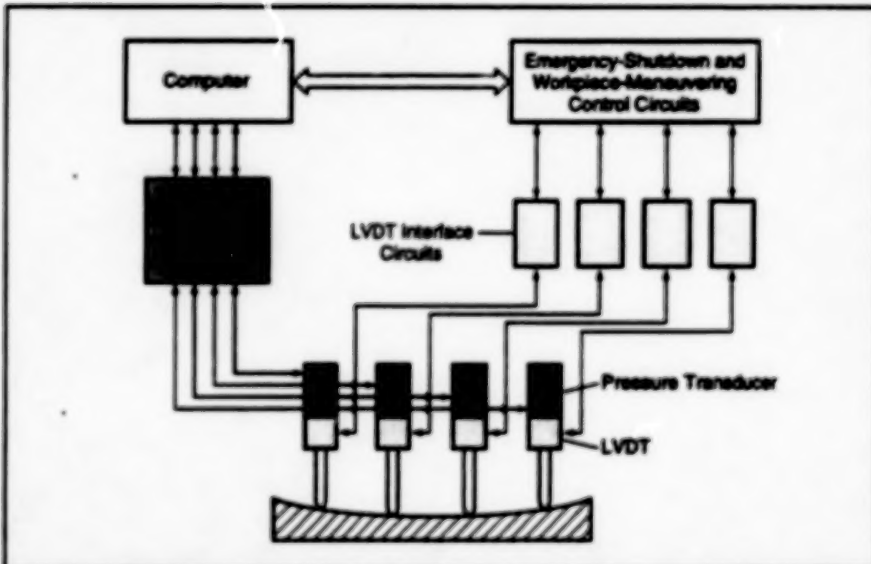 Computer
Emergency-Shutdown and
Workpiece-Maneuvering
Control Circuits
LVDT Interface
Circuits
Pressure Transducer
LVDT